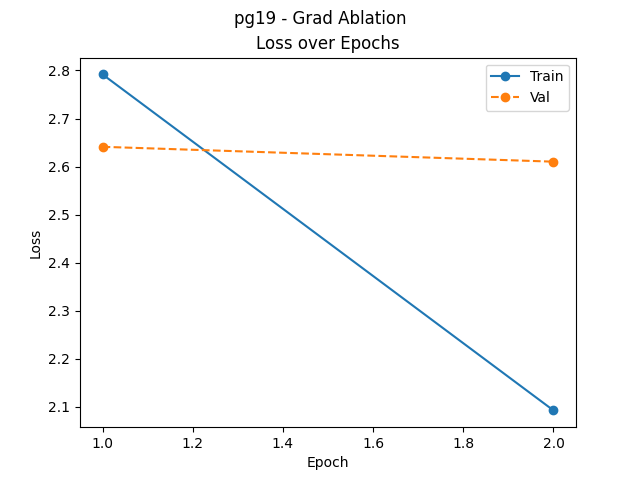 pg19 - Grad Ablation
Loss over Epochs
Train
Val
2.8
2.7
2.6
2.5
2.4
2.3
2.2
2.1
Loss
1.0 1.2 1.4 1.6 1.8 2.0
Epoch